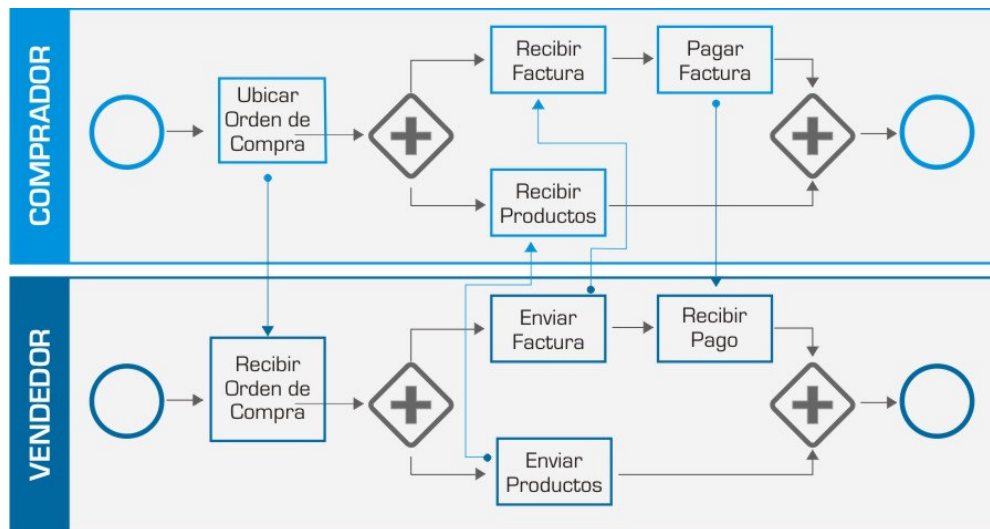 COMPRADOR
Ubicar
Orden de
Compra
Recibir
Factura
Pagar
Factura
Recibir
Productos
VENDEDOR
Recibir
Orden de
Compra
Enviar
Factura
Recibir
Pago
Enviar
Productos